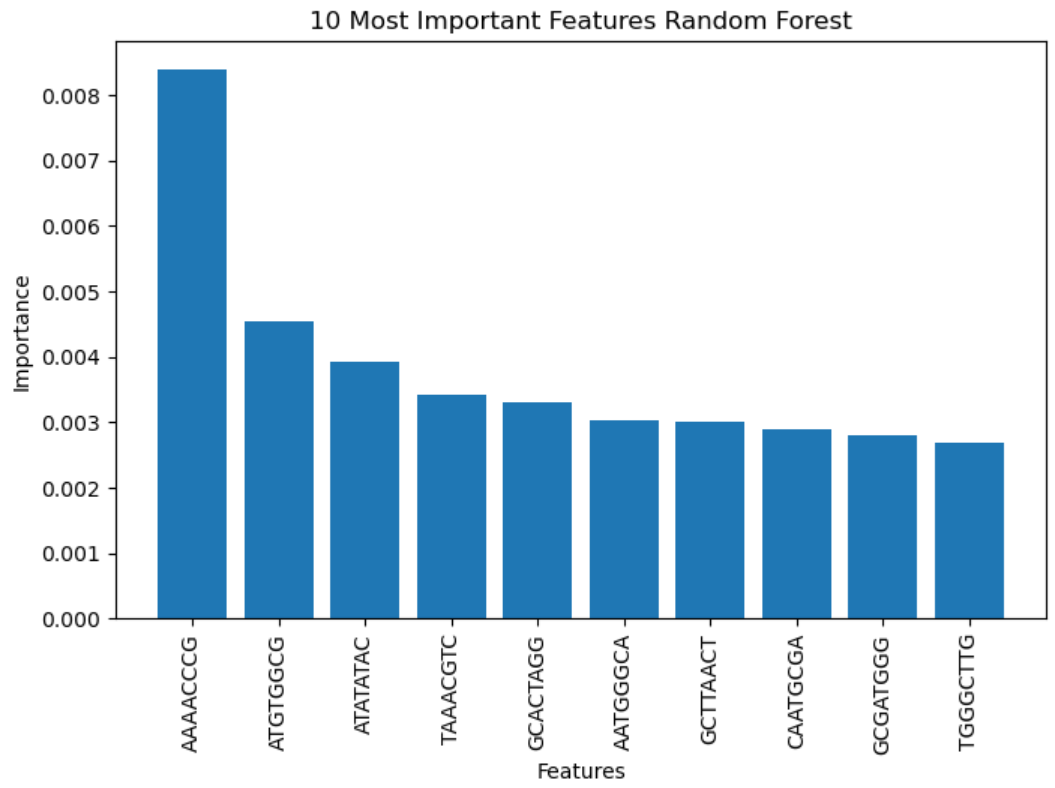 10 Most Important Features Random Forest
Importance
0.008
0.007
0.006
0.005
0.004
0.003
0.002
0.001
0.000
AAAACCCG
ATGTGGCG
ATATATAC
TAAACGTC
GCACTAGG
AATGGGCA
GCTTAACT
CAATGCGA
GCGATGGG
TGGGCTTG
Features